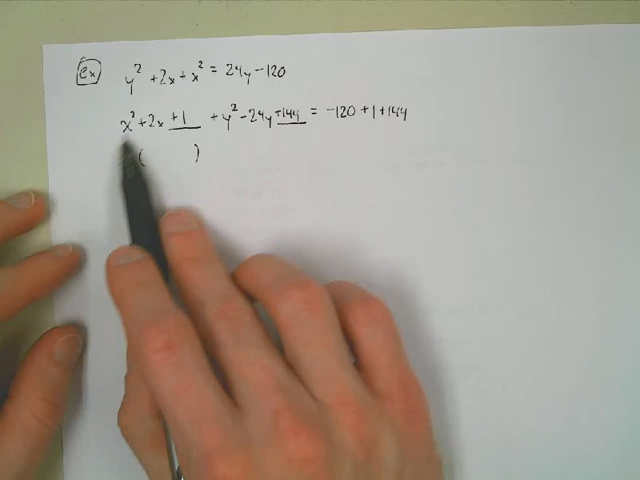 ex y² + 2x + x² = 24y - 120
x² + 2x + 1 + y² - 24y + 144 = -120 + 1 + 144
( )